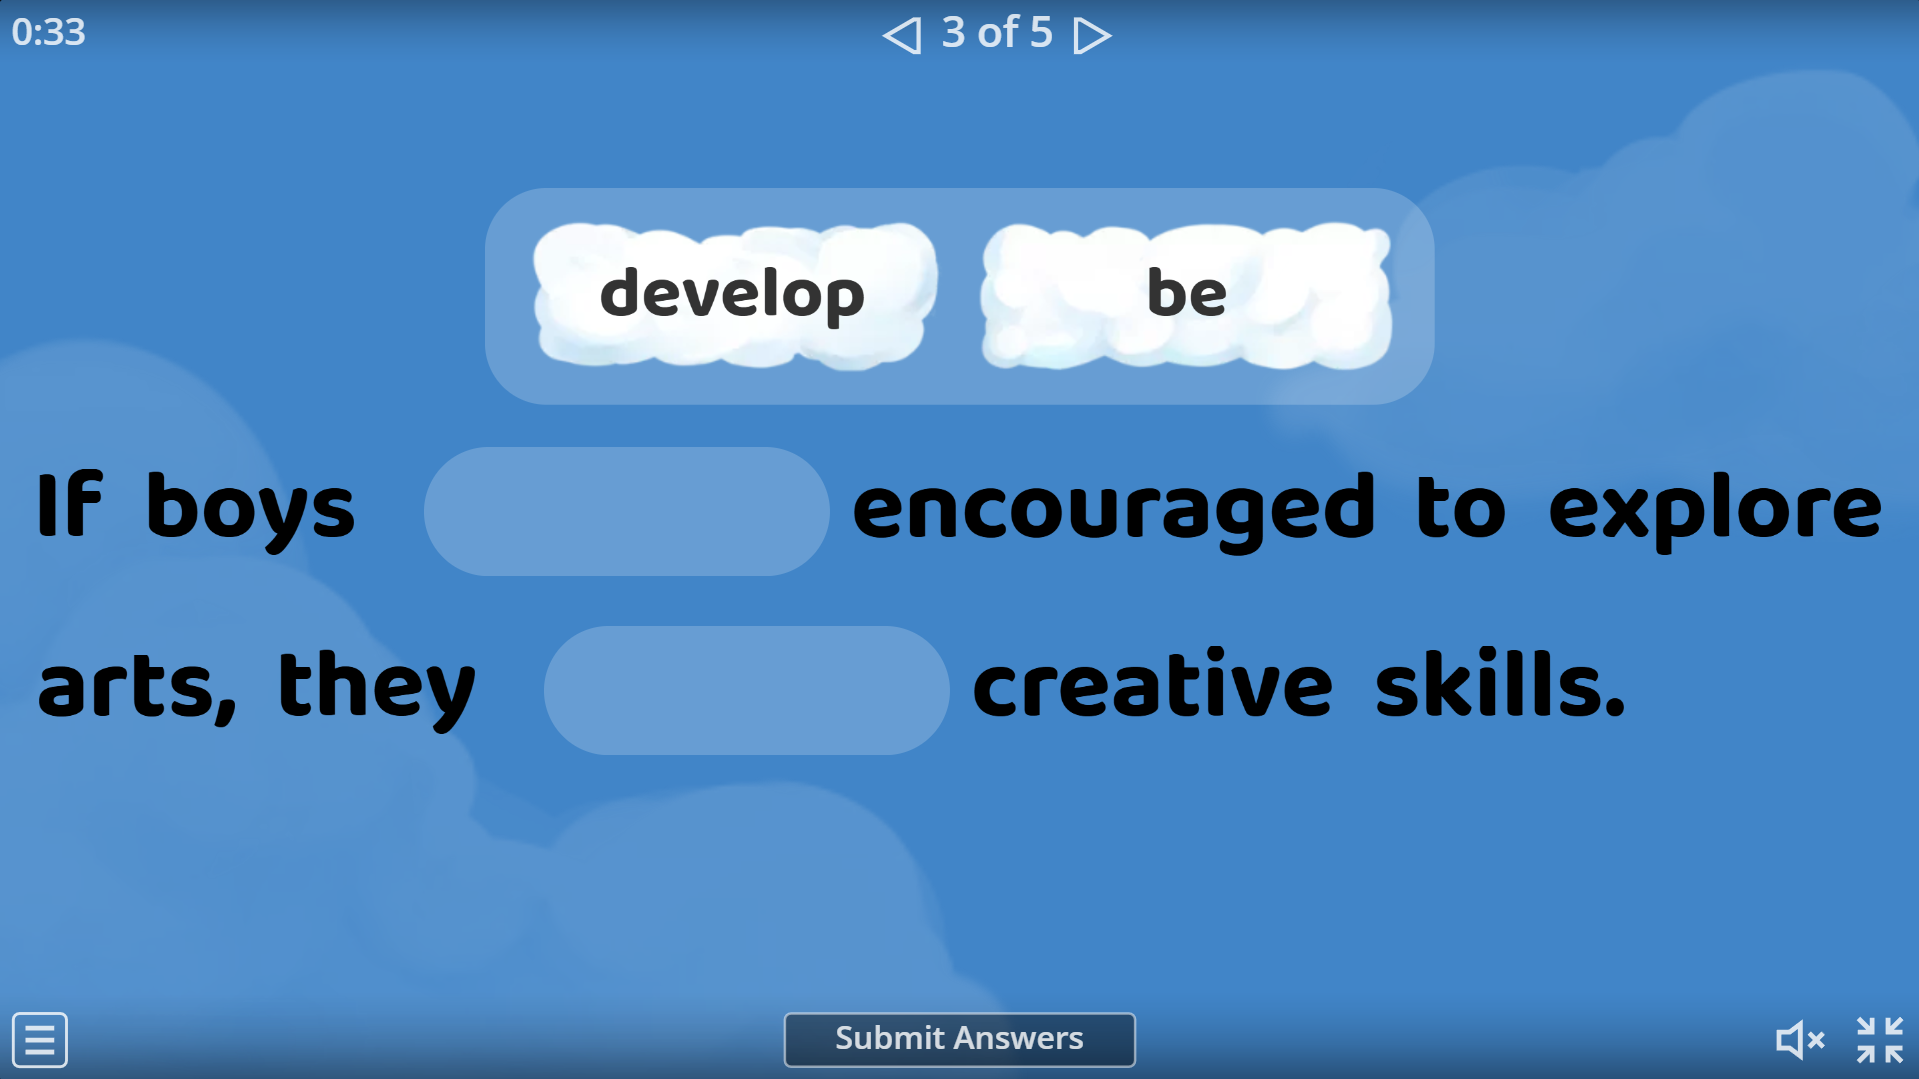 0:33
3 of 5
develop be
If boys encouraged to explore
arts, they creative skills.
Submit Answers